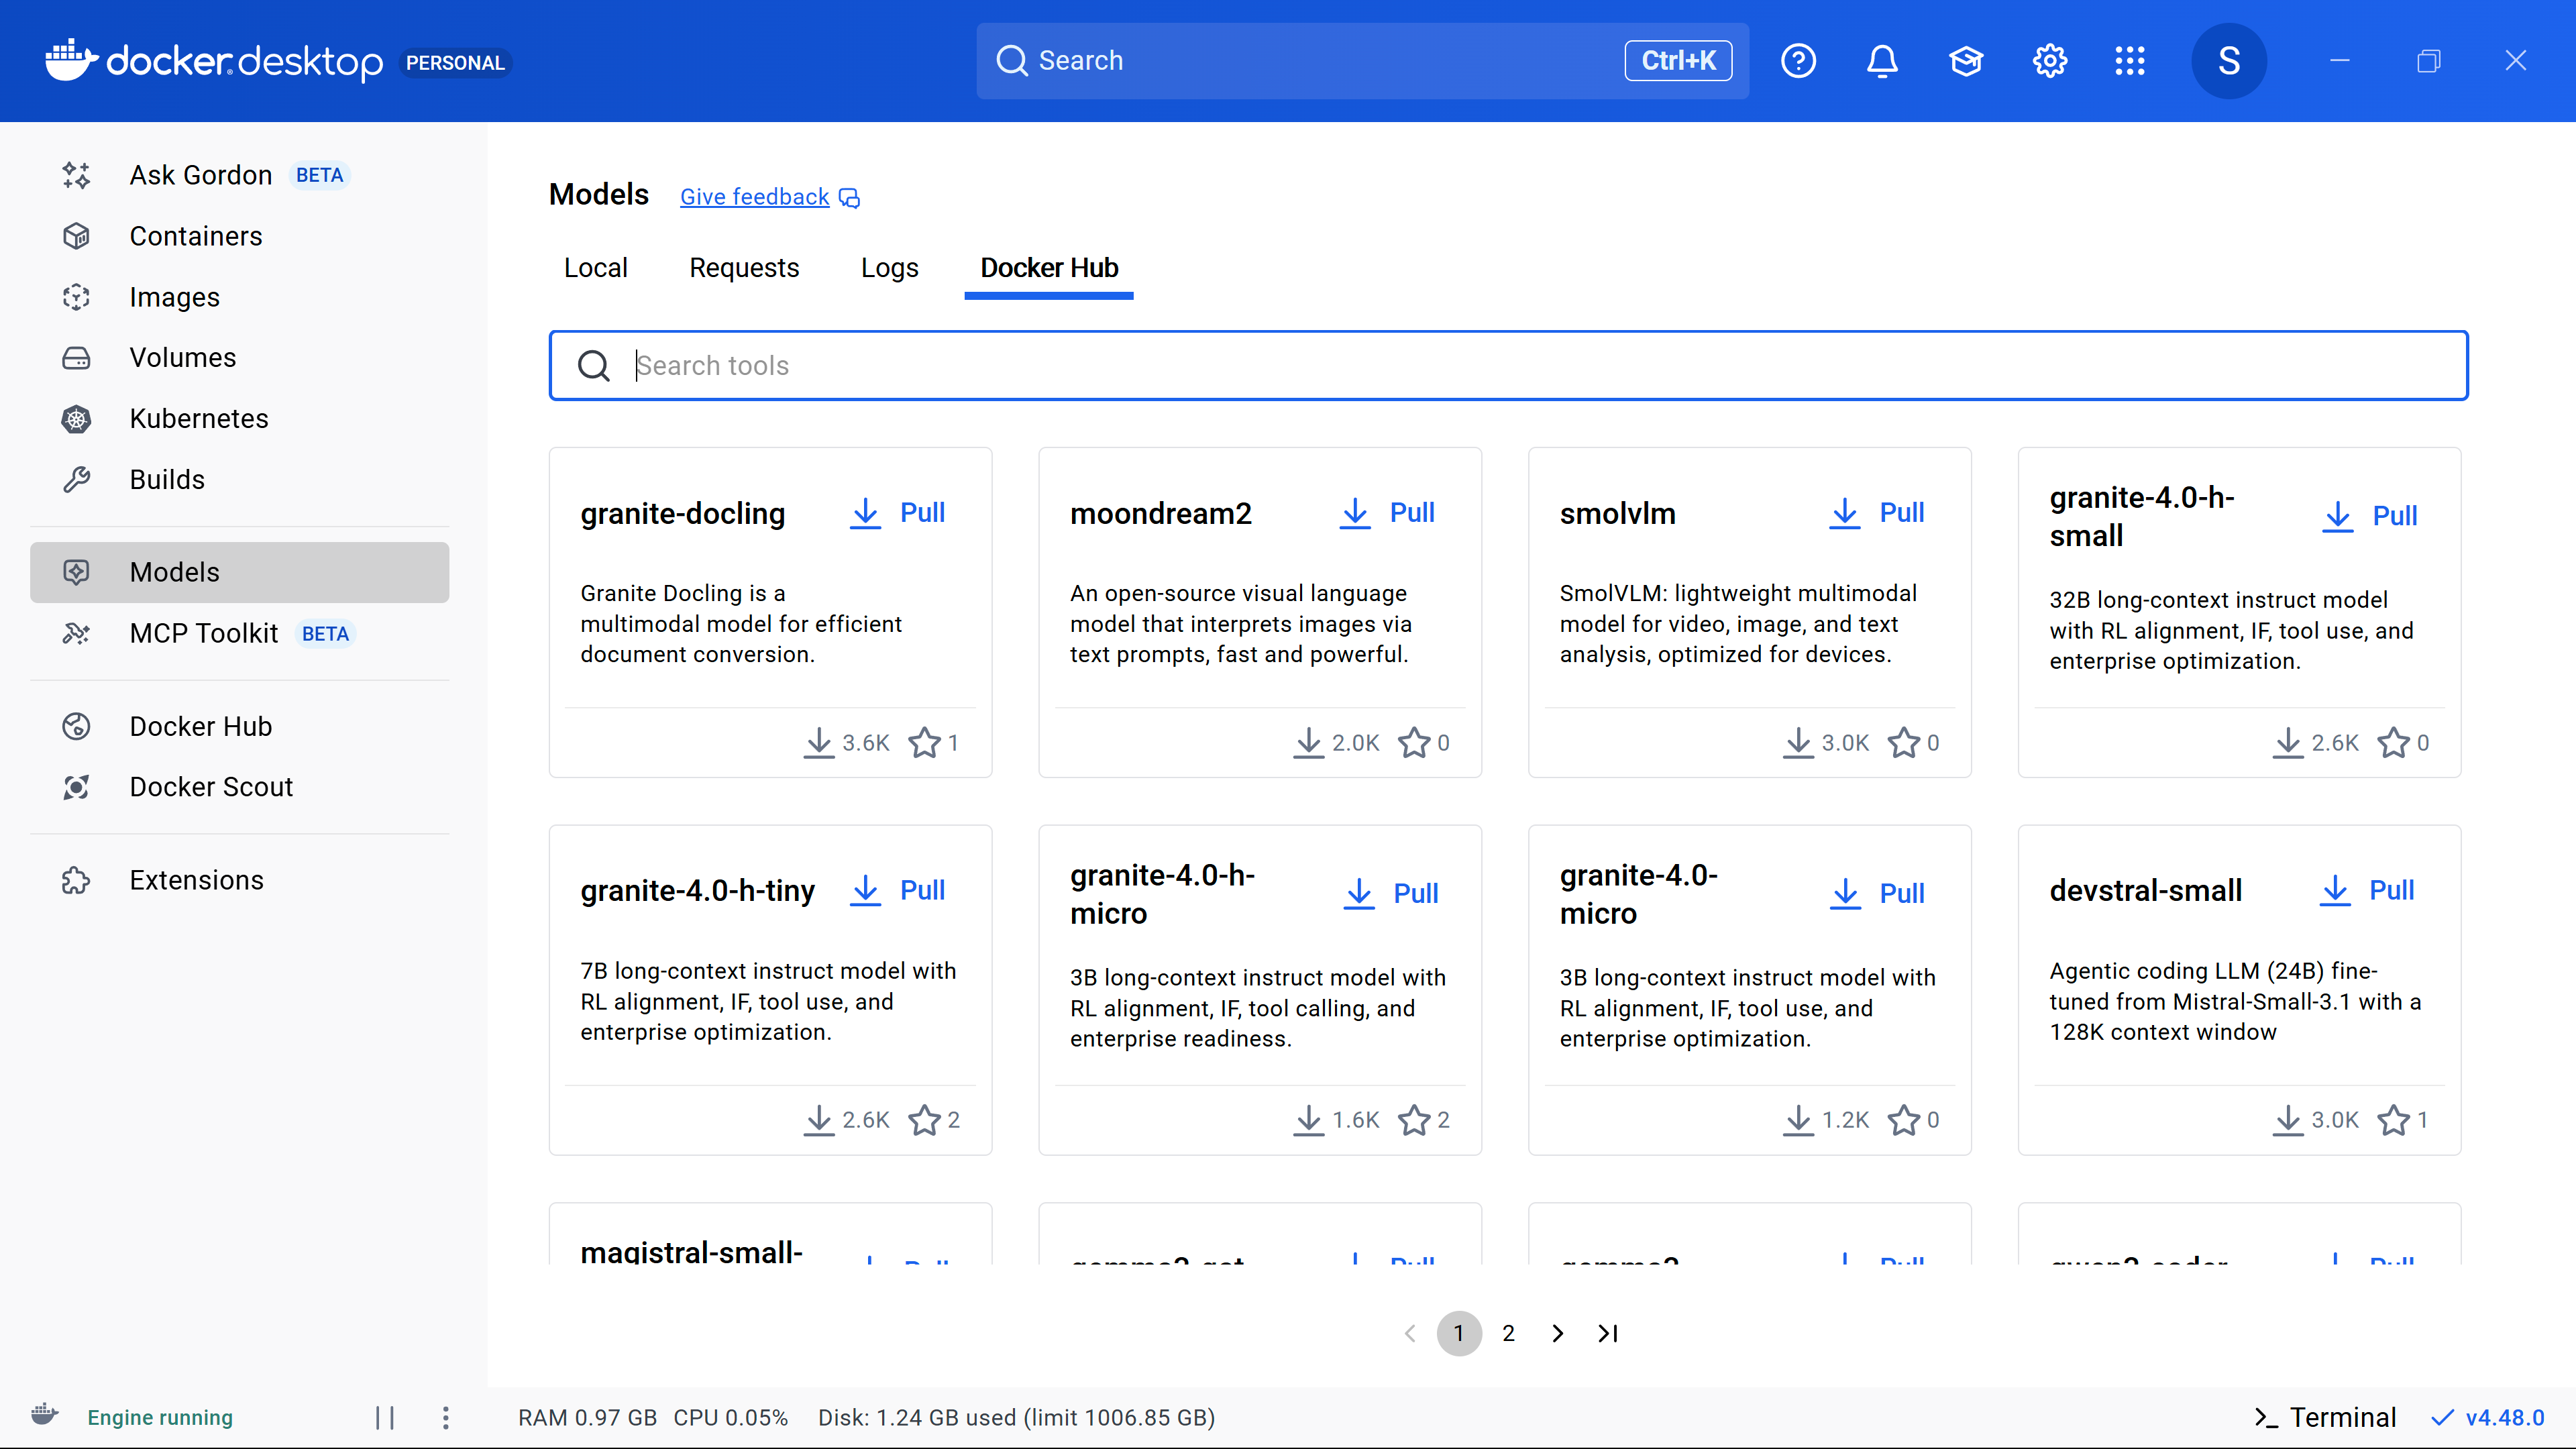 docker desktop PERSONAL
Search
Ctrl+K
S
Ask Gordon BETA
Containers
Images
Volumes
Kubernetes
Builds
Models
MCP Toolkit BETA
Docker Hub
Docker Scout
Extensions
Models Give feedback
Local Requests Logs Docker Hub
Search tools
granite-docling Pull
Granite Docling is a
multimodal model for efficient
document conversion.
3.6K 1
moondream2 Pull
An open-source visual language
model that interprets images via
text prompts, fast and powerful.
2.0K 0
smolvlm Pull
SmolVLM: lightweight multimodal
model for video, image, and text
analysis, optimized for devices.
3.0K 0
granite-4.0-h-
small
Pull
32B long-context instruct model
with RL alignment, IF, tool use, and
enterprise optimization.
2.6K 0
granite-4.0-h-tiny Pull
7B long-context instruct model with
RL alignment, IF, tool use, and
enterprise optimization.
2.6K 2
granite-4.0-h-
micro
Pull
3B long-context instruct model with
RL alignment, IF, tool calling, and
enterprise readiness.
1.6K 2
granite-4.0-
micro
Pull
3B long-context instruct model with
RL alignment, IF, tool use, and
enterprise optimization.
1.2K 0
devstral-small Pull
Agentic coding LLM (24B) fine-
tuned from Mistral-Small-3.1 with a
128K context window
3.0K 1
magistral-small- Pull
Pull
Pull
Pull
1 2
Engine running
RAM 0.97 GB CPU 0.05% Disk: 1.24 GB used (limit 1006.85 GB)
Terminal
v4.48.0